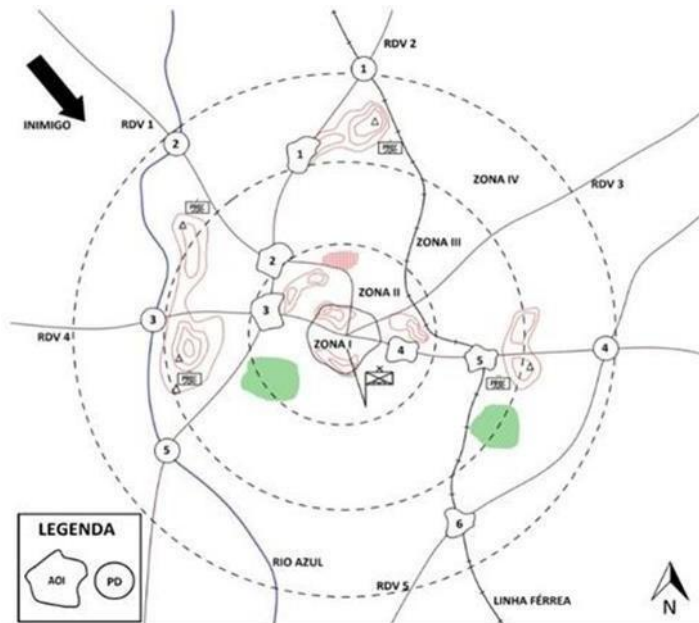 RDV 2
1
INIMIGO
RDV 1
2
1
ZONA IV
RDV 3
ZONA III
2
ZONA II
3
3
RDV 4
ZONA I
4
5
4
5
LEGENDA
AOI
PD
RIO AZUL
6
RDV 5
LINHA FÉRREA
N